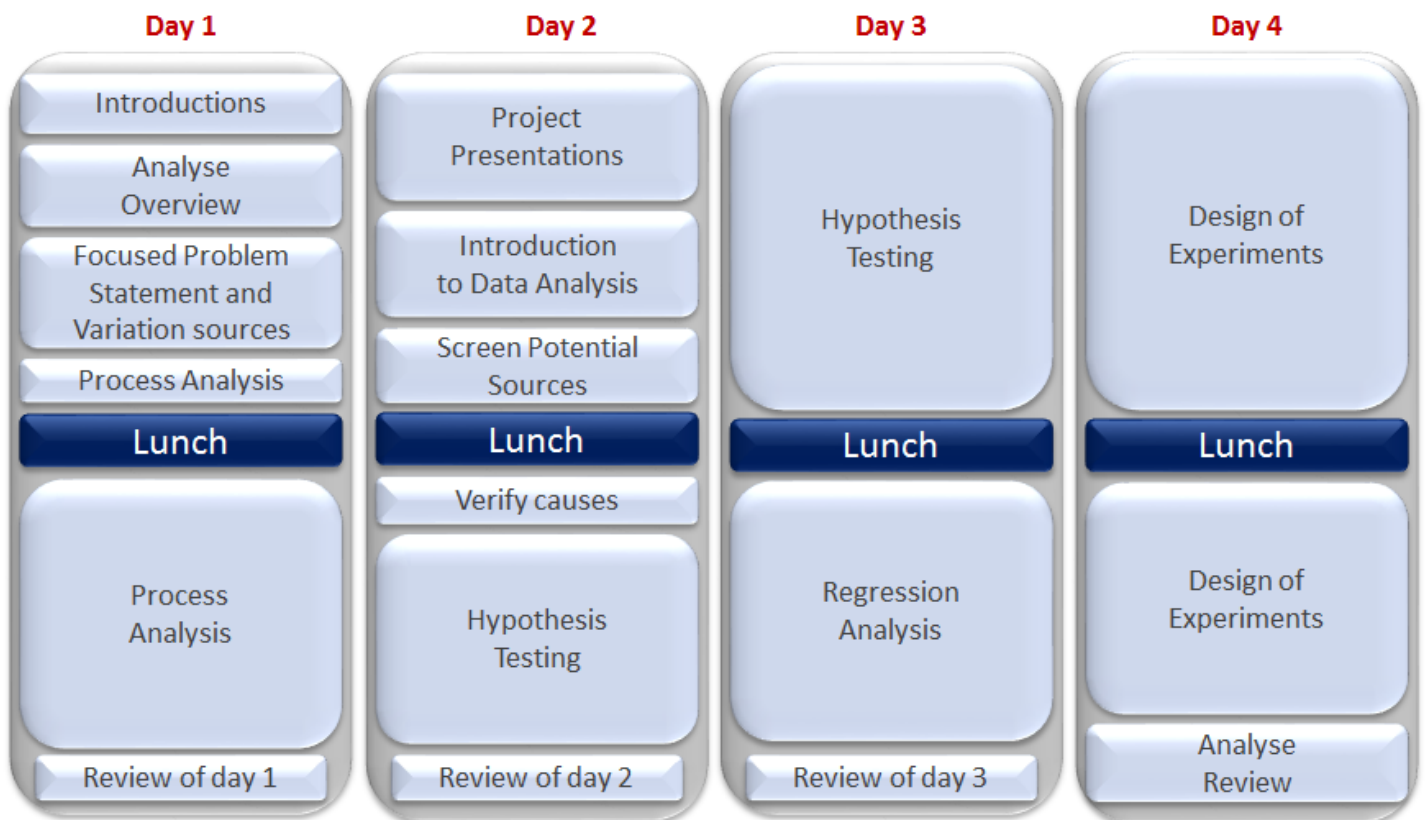 Day 1
Introductions
Analyse
Overview
Focused Problem
Statement and
Variation sources
Process Analysis
Lunch
Process
Analysis
Review of day 1
Day 2
Project
Presentations
Introduction
to Data Analysis
Screen Potential
Sources
Lunch
Verify causes
Hypothesis
Testing
Review of day 2
Day 3
Hypothesis
Testing
Lunch
Regression
Analysis
Review of day 3
Day 4
Design of
Experiments
Lunch
Design of
Experiments
Analyse
Review